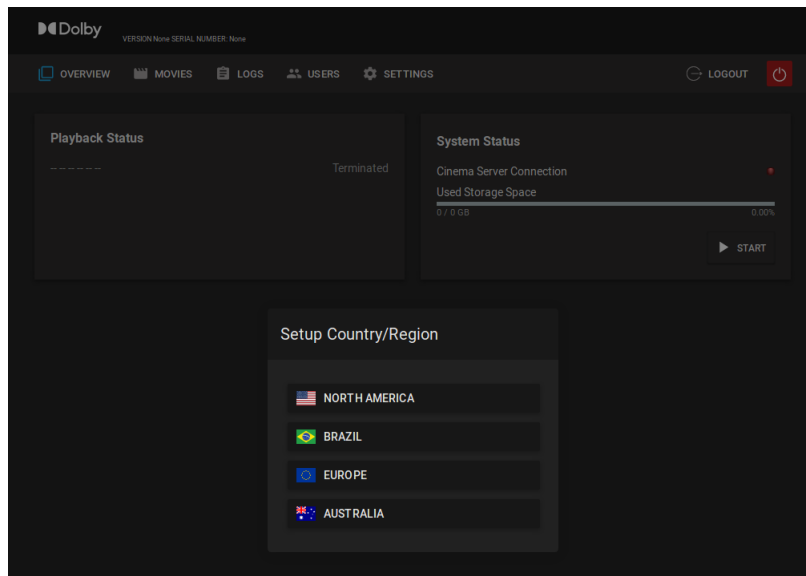 Dolby
VERSION None SERIAL NUMBER: None
OVERVIEW MOVIES LOGS USERS SETTINGS LOGOUT
Playback Status
------ Terminated
System Status
Cinema Server Connection
Used Storage Space
0 / 0 GB 0.00%
START
Setup Country/Region
NORTH AMERICA
BRAZIL
EUROPE
AUSTRALIA